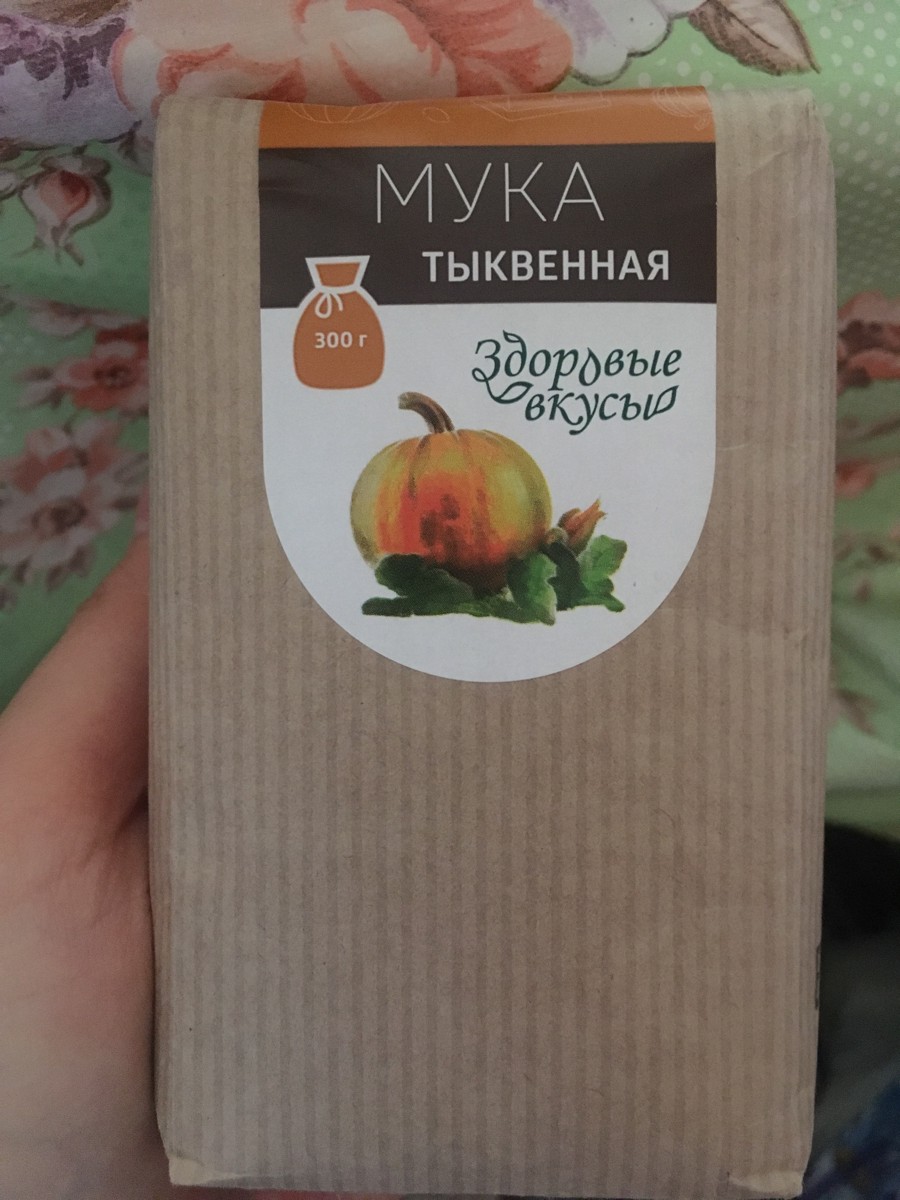 МУКА
ТЫКВЕННАЯ
300 г
Здоровые
вкусы